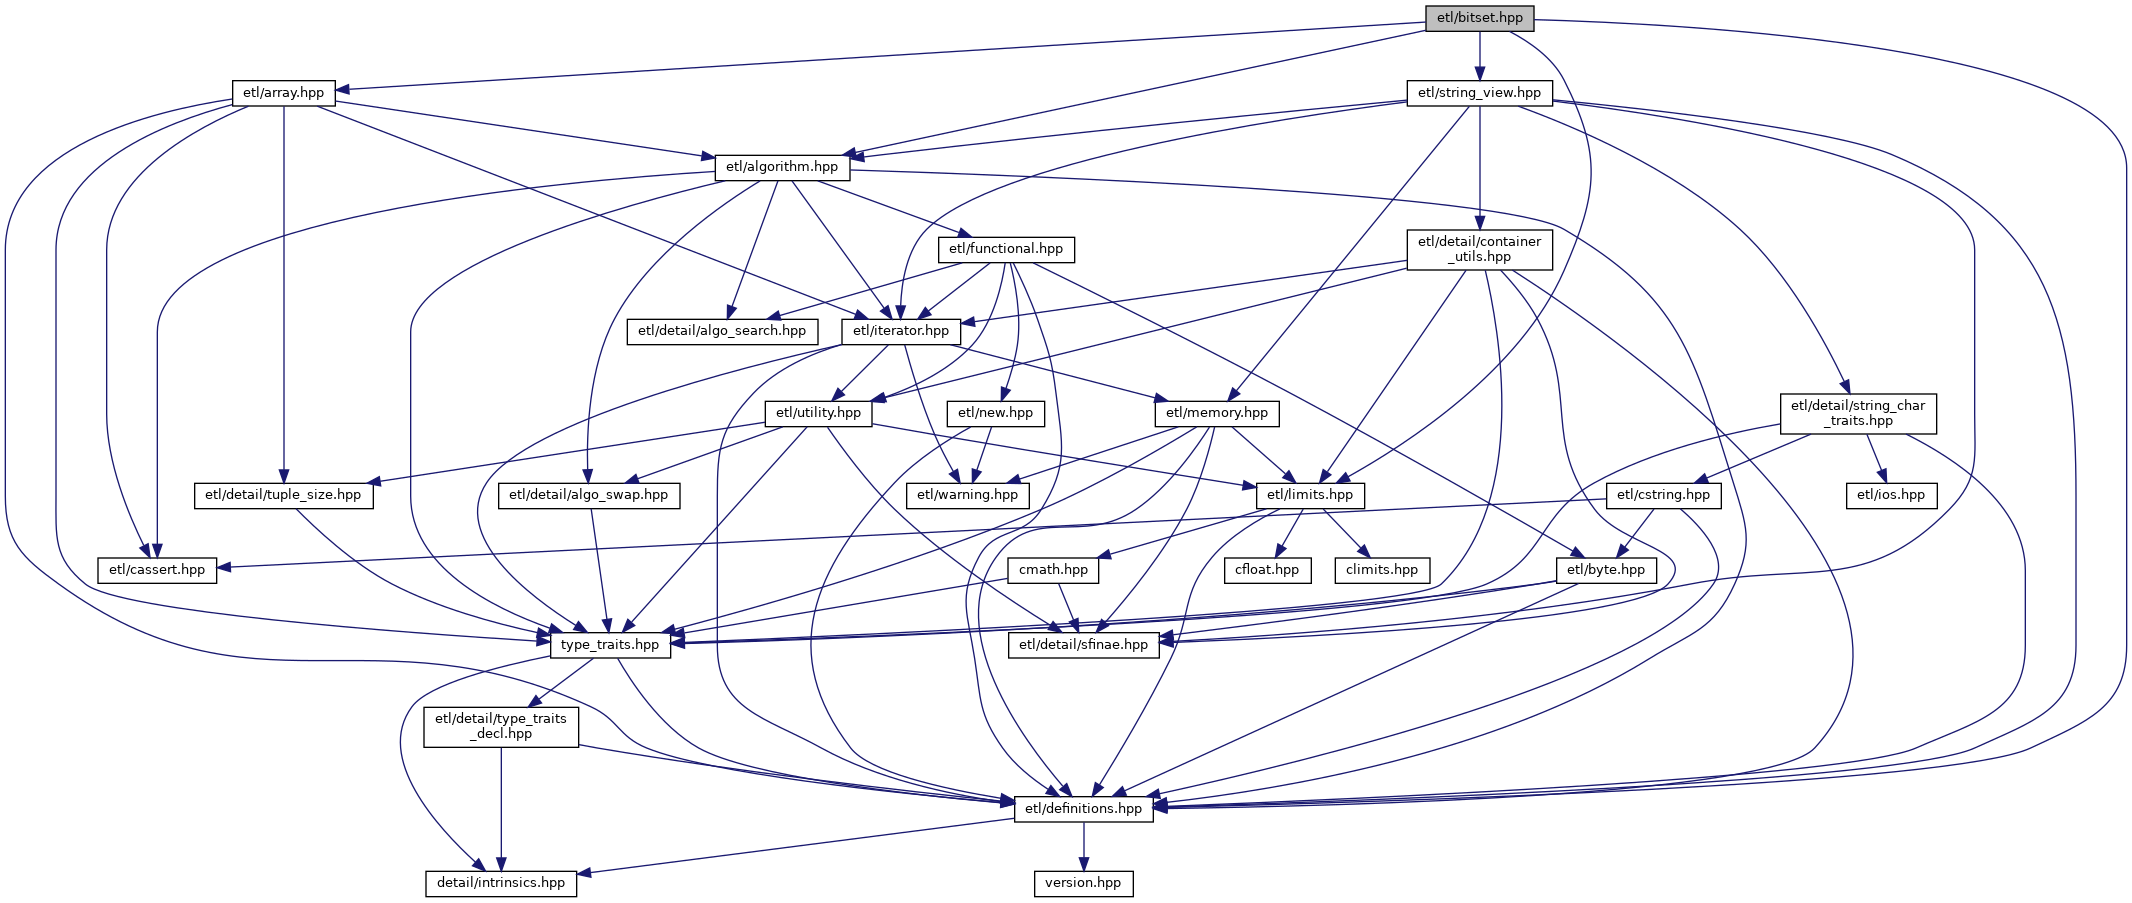 etl/bitset.hpp
etl/array.hpp
etl/string_view.hpp
etl/algorithm.hpp
etl/functional.hpp
etl/detail/container
_utils.hpp
etl/detail/algo_search.hpp
etl/iterator.hpp
etl/utility.hpp
etl/new.hpp
etl/memory.hpp
etl/detail/string_char
_traits.hpp
etl/detail/tuple_size.hpp
etl/detail/algo_swap.hpp
etl/warning.hpp
etl/limits.hpp
etl/cstring.hpp
etl/ios.hpp
etl/cassert.hpp
cmath.hpp
cfloat.hpp
climits.hpp
etl/byte.hpp
type_traits.hpp
etl/detail/sfinae.hpp
etl/detail/type_traits
_decl.hpp
etl/definitions.hpp
detail/intrinsics.hpp
version.hpp